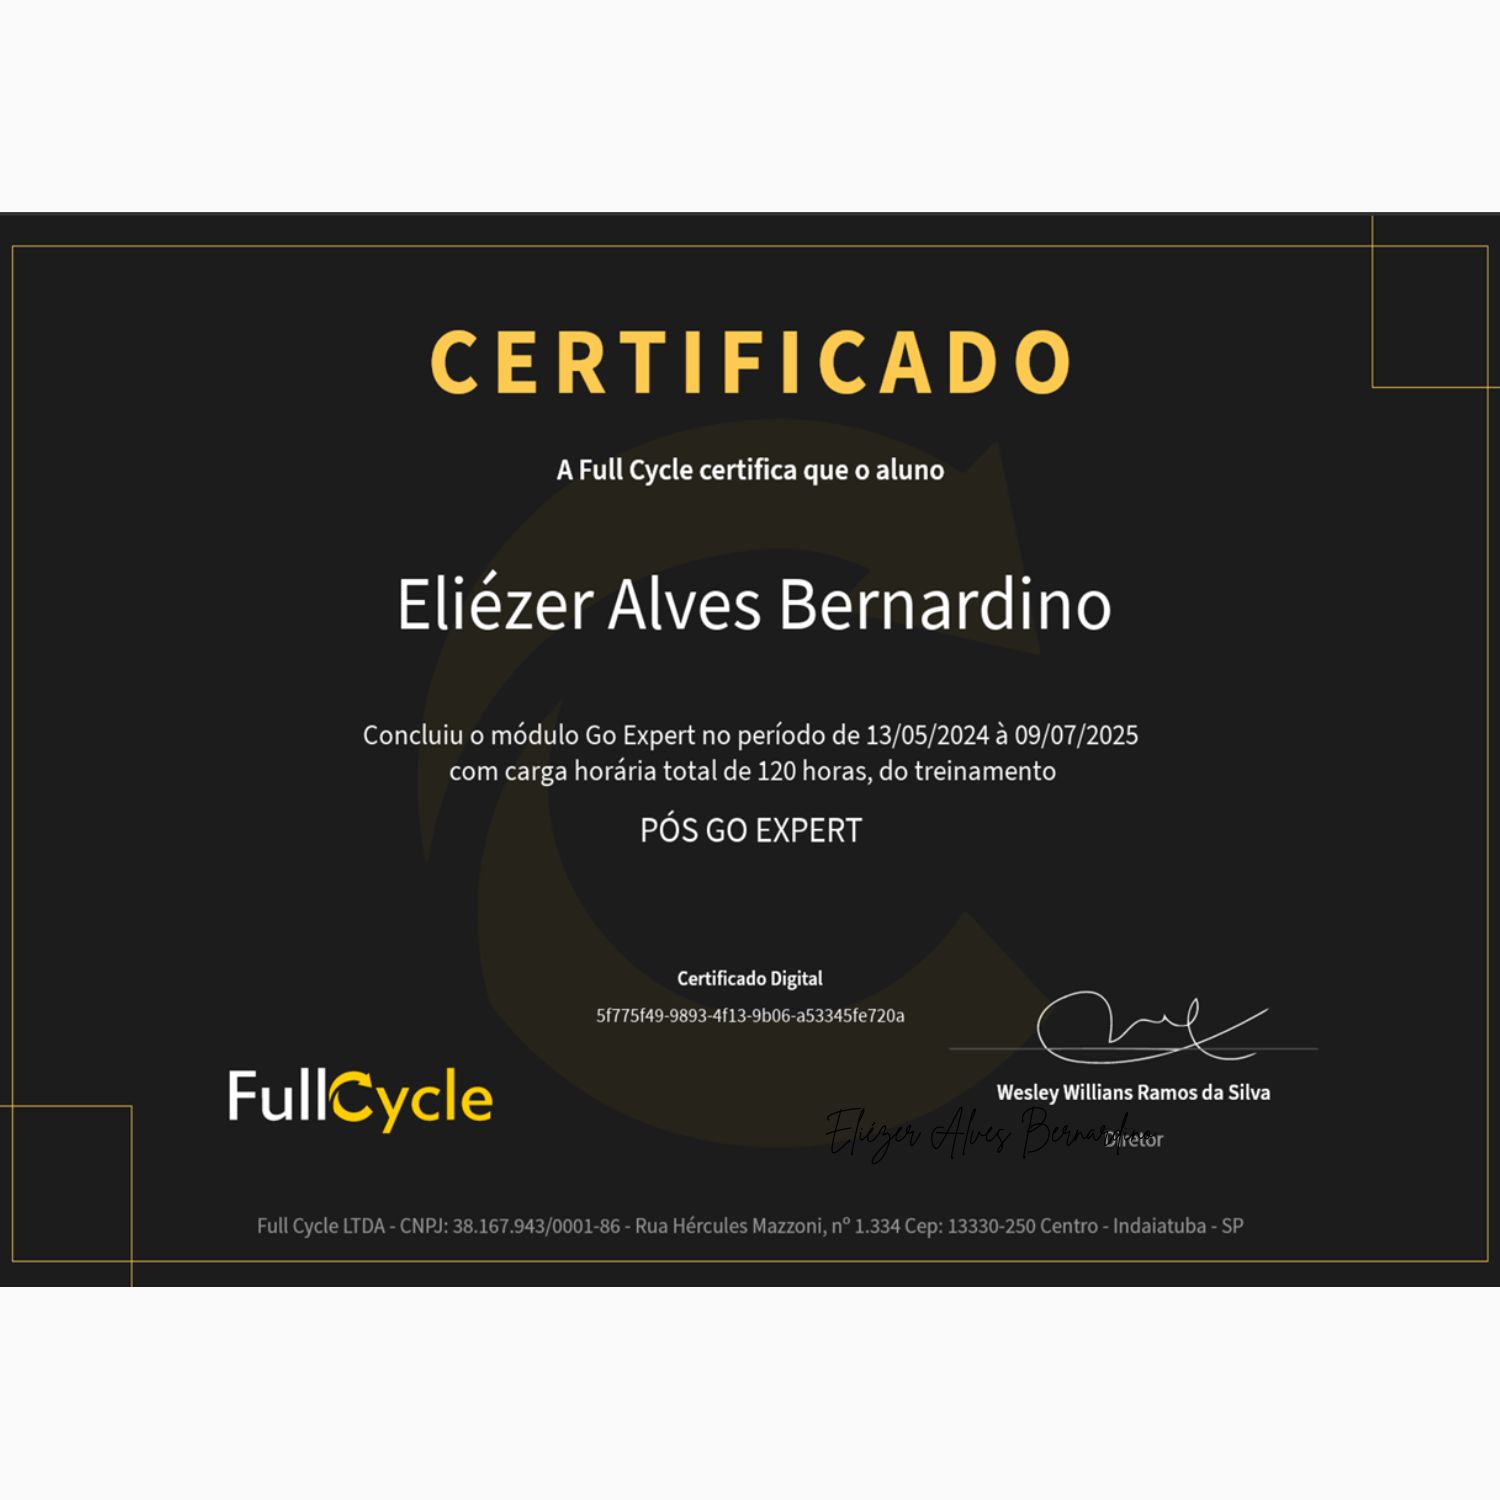 CERTIFICADO
A Full Cycle certifica que o aluno
Eliézer Alves Bernardino
Concluiu o módulo Go Expert no período de 13/05/2024 à 09/07/2025
com carga horária total de 120 horas, do treinamento
PÓS GO EXPERT
Certificado Digital
5f775f49-9893-4f13-9b06-a53345fe720a
FullCycle
Wesley Willians Ramos da Silva
Eliézer Alves Bernardino
Diretor
Full Cycle LTDA - CNPJ: 38.167.943/0001-86 - Rua Hércules Mazzoni, nº 1.334 Cep: 13330-250 Centro - Indaiatuba - SP